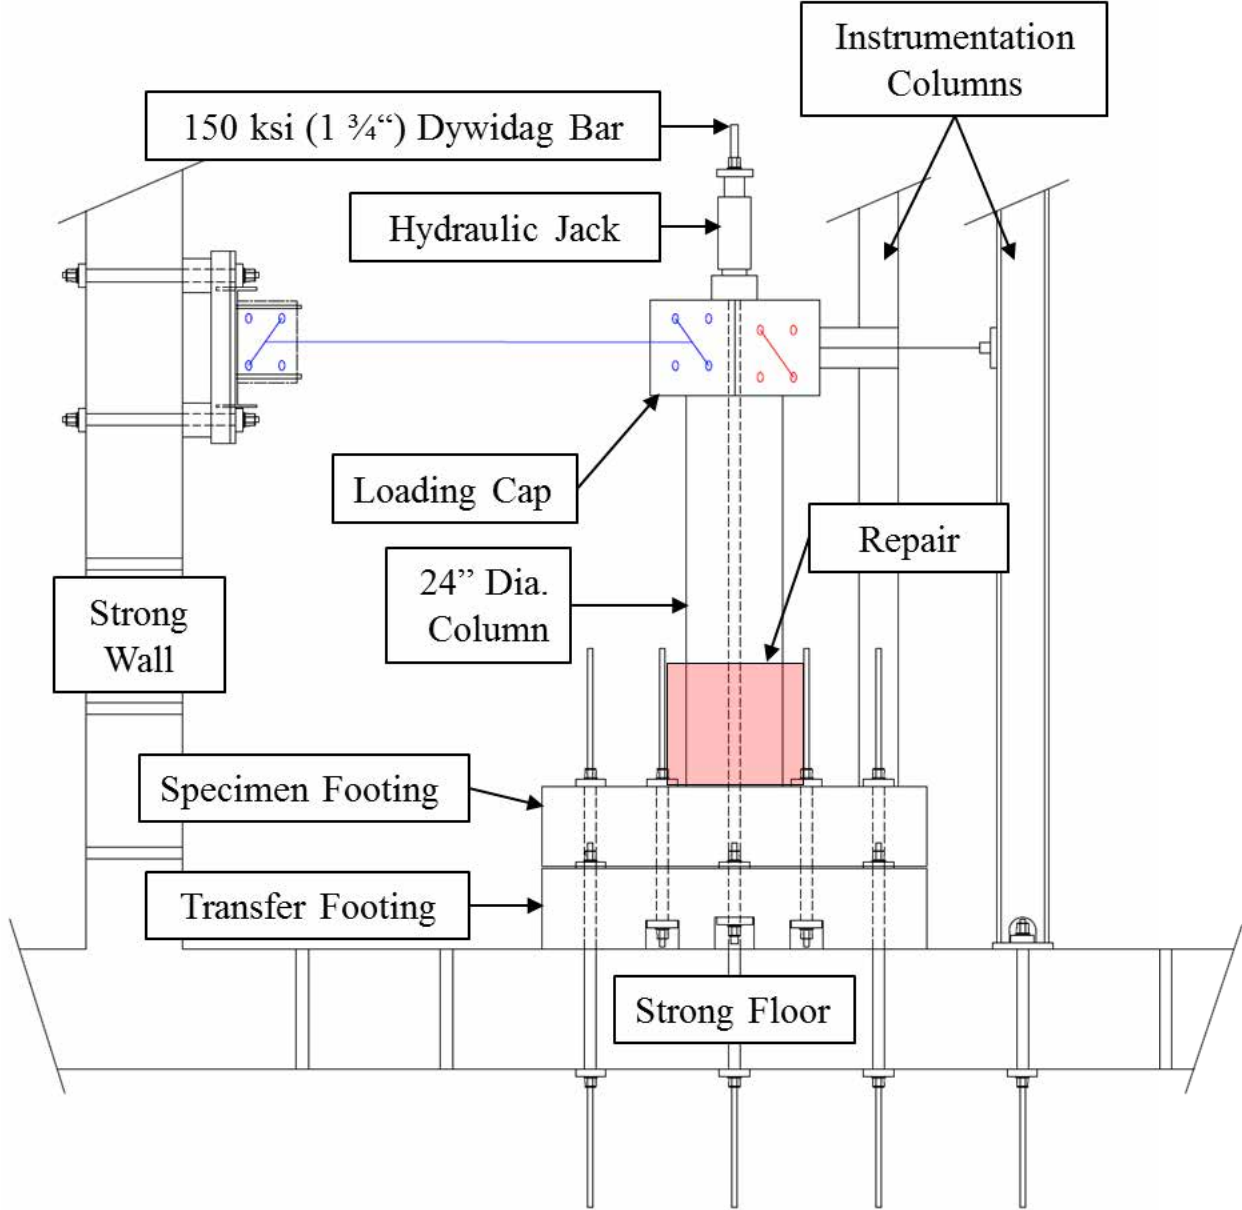 Instrumentation
Columns
150 ksi (1 ¾“) Dywidag Bar
Hydraulic Jack
Loading Cap
Repair
24” Dia.
Column
Strong
Wall
Specimen Footing
Transfer Footing
Strong Floor